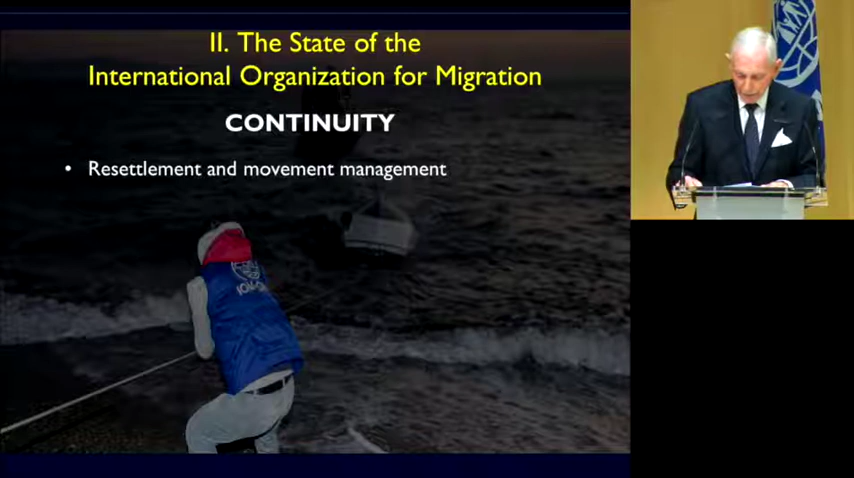 II. The State of the
International Organization for Migration
CONTINUITY
• Resettlement and movement management